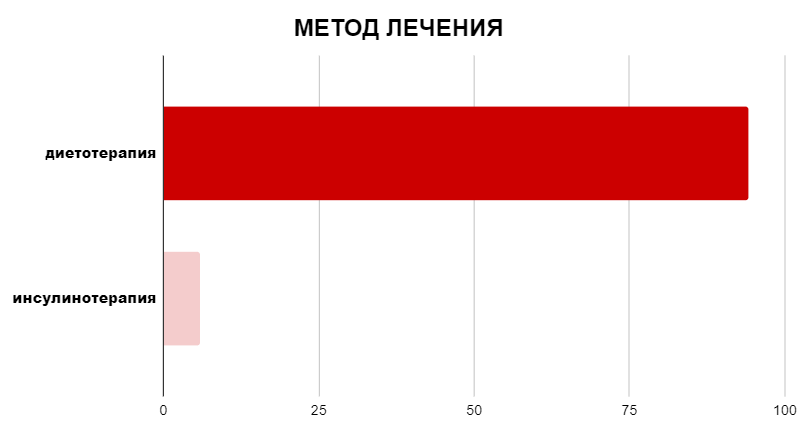 МЕТОД ЛЕЧЕНИЯ
диетотерапия
инсулинотерапия
0 25 50 75 100